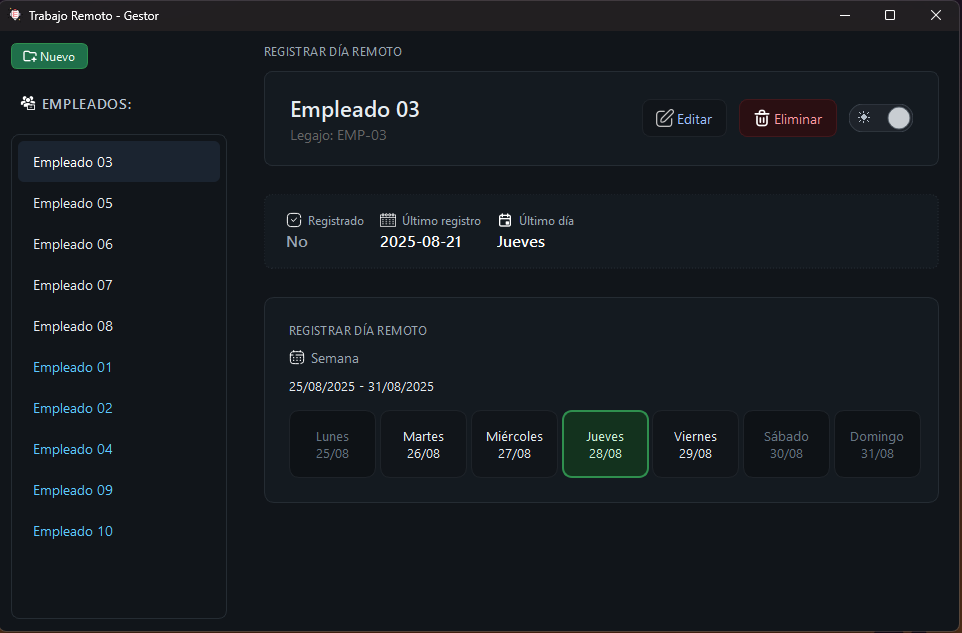 Trabajo Remoto - Gestor
Nuevo
EMPLEADOS:
Empleado 03
Empleado 05
Empleado 06
Empleado 07
Empleado 08
Empleado 01
Empleado 02
Empleado 04
Empleado 09
Empleado 10
REGISTRAR DÍA REMOTO
Empleado 03
Legajo: EMP-03
Editar
Eliminar
Registrado
No
Último registro
2025-08-21
Último día
Jueves
REGISTRAR DÍA REMOTO
Semana
25/08/2025 - 31/08/2025
Lunes
25/08
Martes
26/08
Miércoles
27/08
Jueves
28/08
Viernes
29/08
Sábado
30/08
Domingo
31/08